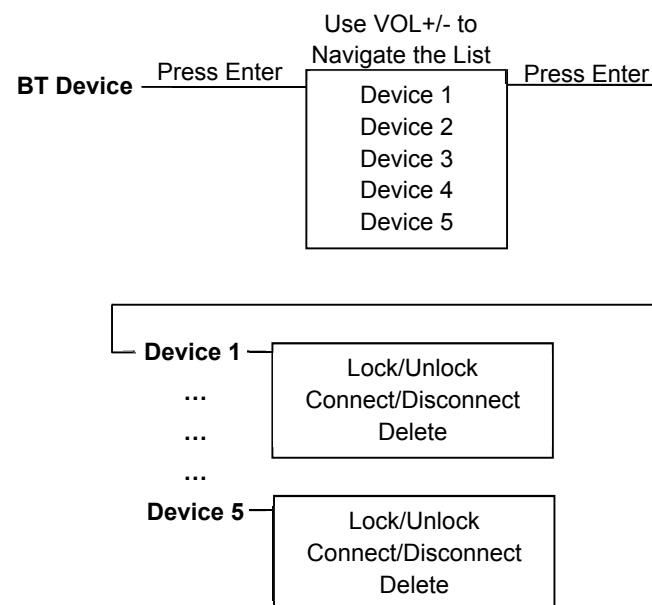 Use VOL+/- to
Navigate the List
BT Device
Press Enter
Device 1
Device 2
Device 3
Device 4
Device 5
Press Enter
Device 1
Lock/Unlock
Connect/Disconnect
Delete
...
...
...
Device 5
Lock/Unlock
Connect/Disconnect
Delete